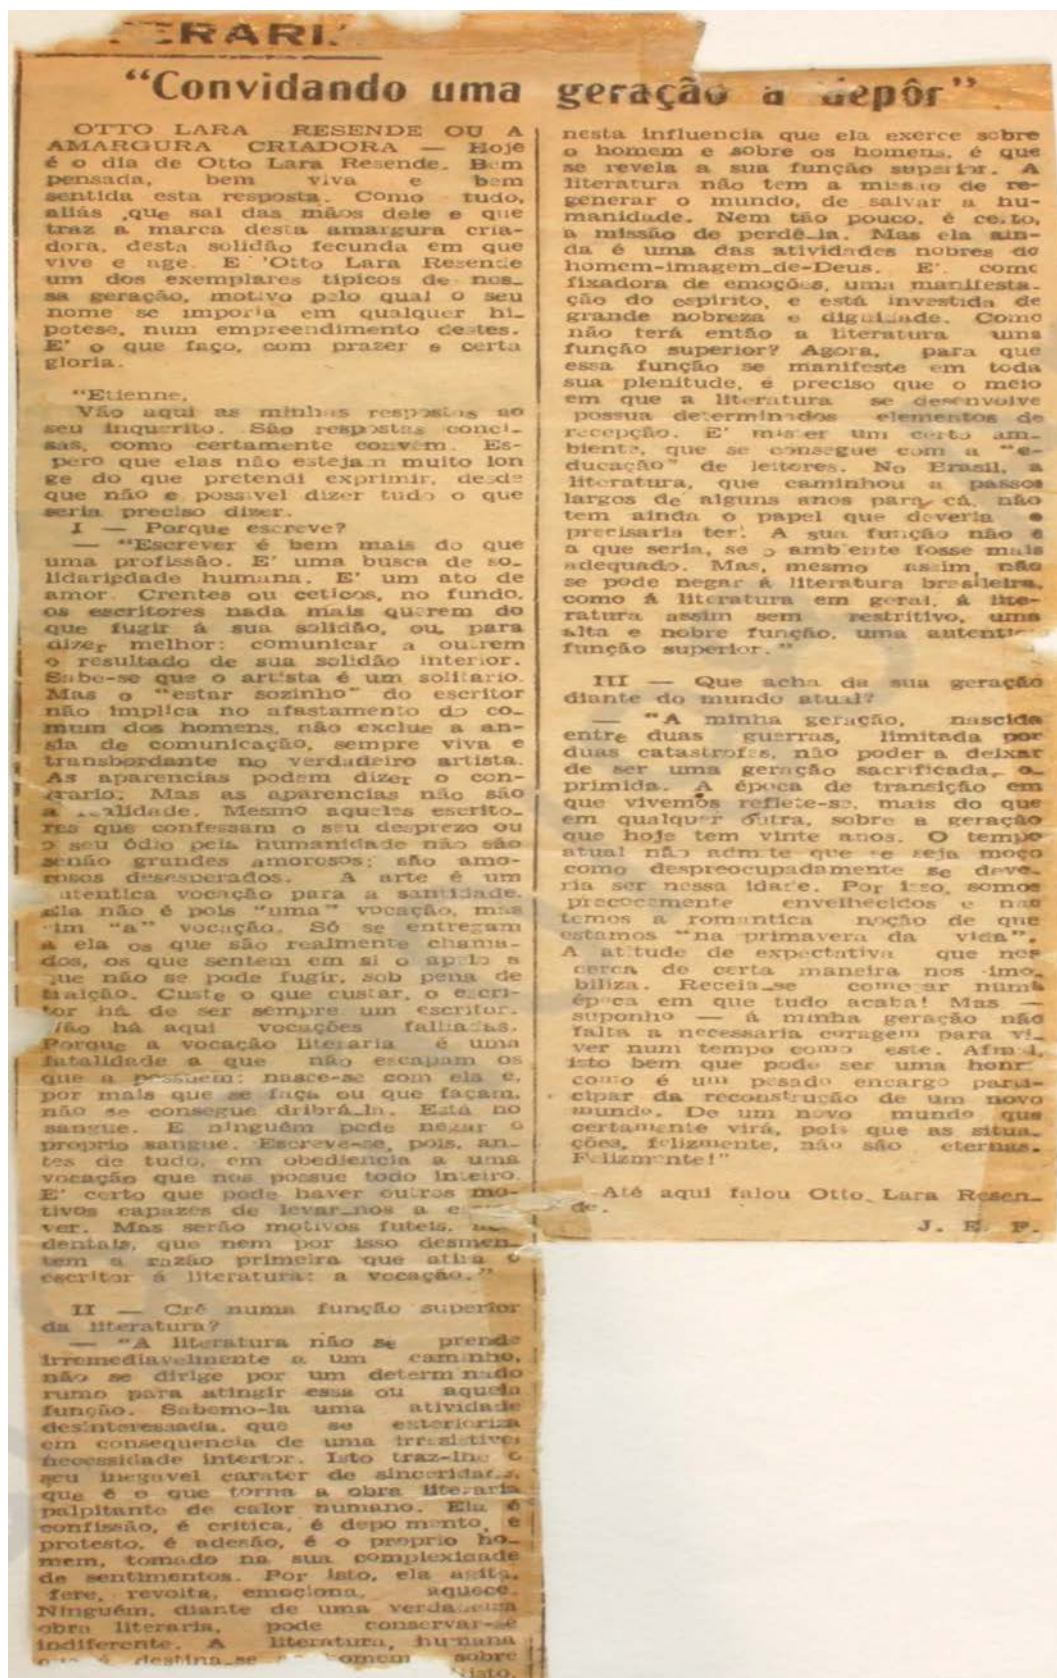 ERARI
“Convidando uma geração a depôr”
OTTO LARA RESENDE OU A
AMARGURA CRIADORA — Hoje
é o dia de Otto Lara Resende. Bem
pensada, bem viva e bem
sentida esta resposta. Como tudo,
aliás ,que sai das mãos dele e que
traz a marca desta amargura cria-
dora, desta solidão fecunda em que
vive e age. E 'Otto Lara Resende
um dos exemplares tipicos de nos_
sa geração, motivo pelo qual o seu
nome se imporia em qualquer hi_
potese, num empreendimento destes.
E' o que faço, com prazer e certa
gloria.
“Etienne,
Vão aqui as minhas respostas ao
seu inquerito. São respostas conci_
sas, como certamente convém. Es-
pero que elas não estejam muito lon
ge do que pretendi exprimir, desde
que não e possivel dizer tudo o que
seria preciso dizer.
I — Porque escreve?
— “Escrever é bem mais do que
uma profissão. E' uma busca de so_
lidariedade humana. E' um ato de
amor. Crentes ou ceticos, no fundo,
os escritores nada mais querem do
que fugir á sua solidão, ou, para
dizer melhor: comunicar a outrem
o resultado de sua solidão interior.
Sabe-se que o artista é um solitario.
Mas o “estar sozinho” do escritor
não implica no afastamento do co_
mum dos homens, não exclue a an-
sia de comunicação, sempre viva e
transbordante no verdadeiro artista.
As aparencias podem dizer o con-
trario. Mas as aparencias não são
a realidade. Mesmo aqueles escrito_
res que confessam o seu desprezo ou
o seu ódio pela humanidade não são
senão grandes amorosos; são amo-
rosos desesperados. A arte é um
utentica vocação para a santidade.
ella não é pois “uma” vocação, mas
im “a” vocação. Só se entregam
a ela os que são realmente chama-
dos, os que sentem em si o apelo a
que não se pode fugir, sob pena de
traição. Custe o que custar, o escri-
tor há de ser sempre um escritor.
Não há aqui vocações falhadas.
Porque a vocação literaria é uma
fatalidade a que não escapam os
que a possuem: nasce-se com ela e,
por mais que se faça ou que façam,
não se consegue dribrá_la. Está no
sangue. E ninguém pode negar o
proprio sangue. Escreve-se, pois, an-
tes de tudo, em obediencia a uma
vocação que nos possue todo inteiro.
E' certo que pode haver outros mo-
tivos capazes de levar_nos a e
ver. Mas serão motivos futeis,
dentais, que nem por isso desmen_
tem a razão primeira que atira o
escritor á literatura: a vocação.”
II — Crê numa função superior
da literatura?
— “A literatura não se prende
irremediavelmente a um caminho,
não se dirige por um determinado
rumo para atingir essa ou aquela
função. Sabemo-la uma atividade
desinteressada, que se exterioriza
em consequencia de uma irresistivel
necessidade interior. Isto traz-lhe o
seu inegavel carater de sinceridade,
que é o que torna a obra literaria
palpitante de calor humano. Ela é
confissão, é critica, é depoimento, é
protesto, é adesão, é o proprio ho_
mem, tomado na sua complexidade
de sentimentos. Por isto, ela agita,
fere, revolta, emociona, aquece.
Ninguém, diante de uma verdadeira
obra literaria, pode conservar-se
indiferente. A literatura, humana
que é destina_se homem sobre
Nisto,
nesta influencia que ela exerce sobre
o homem e sobre os homens, é que
se revela a sua função superior. A
literatura não tem a missão de re-
generar o mundo, de salvar a hu-
manidade. Nem tão pouco, é certo,
a missão de perdê_la. Mas ela ain-
da é uma das atividades nobres do
homem-imagem_de-Deus. E' como
fixadora de emoções, uma manifesta_
ção do espirito, e está investida de
grande nobreza e dignidade. Como
não terá então a literatura uma
função superior? Agora, para que
essa função se manifeste em toda
sua plenitude, é preciso que o meio
em que a literatura se desenvolve
possua determinados elementos de
recepção. E' mister um certo am-
biente, que se consegue com a “e-
ducação” de leitores. No Brasil, a
literatura, que caminhou a passos
largos de alguns anos para cá, não
tem ainda o papel que deveria e
precisaria ter. A sua função não é
a que seria, se o ambiente fosse mais
adequado. Mas, mesmo assim, não
se pode negar á literatura brasileira,
como á literatura em geral, á lite-
ratura assim sem restritivo, uma
alta e nobre função, uma autentica
função superior.”
III — Que acha da sua geração
diante do mundo atual?
— “A minha geração, nascida
entre duas guerras, limitada por
duas catastrofes, não poderia deixar
de ser uma geração sacrificada, o_
primida. A época de transição em
que vivemos reflete-se, mais do que
em qualquer outra, sobre a geração
que hoje tem vinte anos. O tempo
atual não admite que se seja moço
como despreocupadamente se deve_
ria ser nessa idade. Por isso, somos
precocemente envelhecidos e não
temos a romantica noção de que
estamos “na primavera da vida”.
A atitude de expectativa que nos
cerca de certa maneira nos imo_
biliza. Receia_se começar numa
época em que tudo acaba! Mas —
suponho — á minha geração não
falta a necessaria coragem para vi_
ver num tempo como este. Afinal,
isto bem que pode ser uma honra
como é um pesado encargo parti-
cipar da reconstrução de um novo
mundo. De um novo mundo que
certamente virá, pois que as situa_
ções, felizmente, não são eternas.
Felizmente!”
Até aqui falou Otto Lara Resen_
de.
J. E. F.